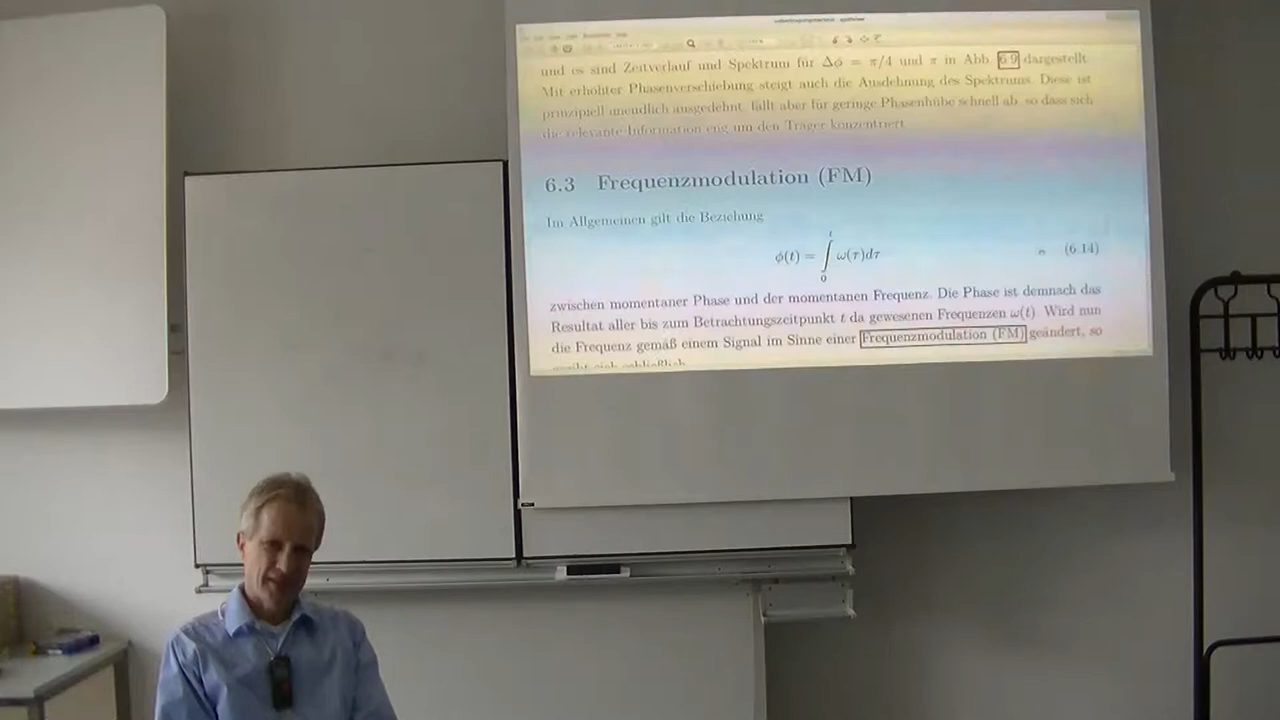 und es sind Zeitverlauf und Spektrum für Δϕ = π/4 und π in Abb. 6.9 dargestellt.
Mit erhöhter Phasenverschiebung steigt auch die Ausdehnung des Spektrums. Diese ist
prinzipiell unendlich ausgedehnt, fällt aber für geringe Phasenhübe schnell ab, so dass sich
die relevante Information eng um den Träger konzentriert.
6.3 Frequenzmodulation (FM)
Im Allgemeinen gilt die Beziehung
ϕ(t) = ∫₀ᵗ ω(τ)dτ (6.14)
zwischen momentaner Phase und der momentanen Frequenz. Die Phase ist demnach das
Resultat aller bis zum Betrachtungszeitpunkt t da gewesenen Frequenzen ω(t). Wird nun
die Frequenz gemäß einem Signal im Sinne einer Frequenzmodulation (FM) geändert, so